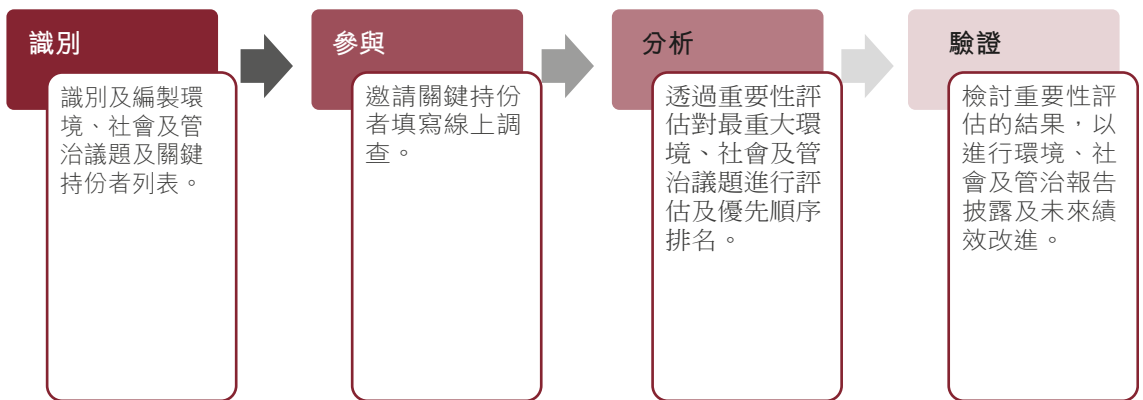 識別
識別及編製環
境、社會及管
治議題及關鍵
持份者列表。
參與
邀請關鍵持份
者填寫線上調
查。
分析
透過重要性評
估對最重大環
境、社會及管
治議題進行評
估及優先順序
排名。
驗證
檢討重要性評
估的結果，以
進行環境、社
會及管治報告
披露及未來績
效改進。